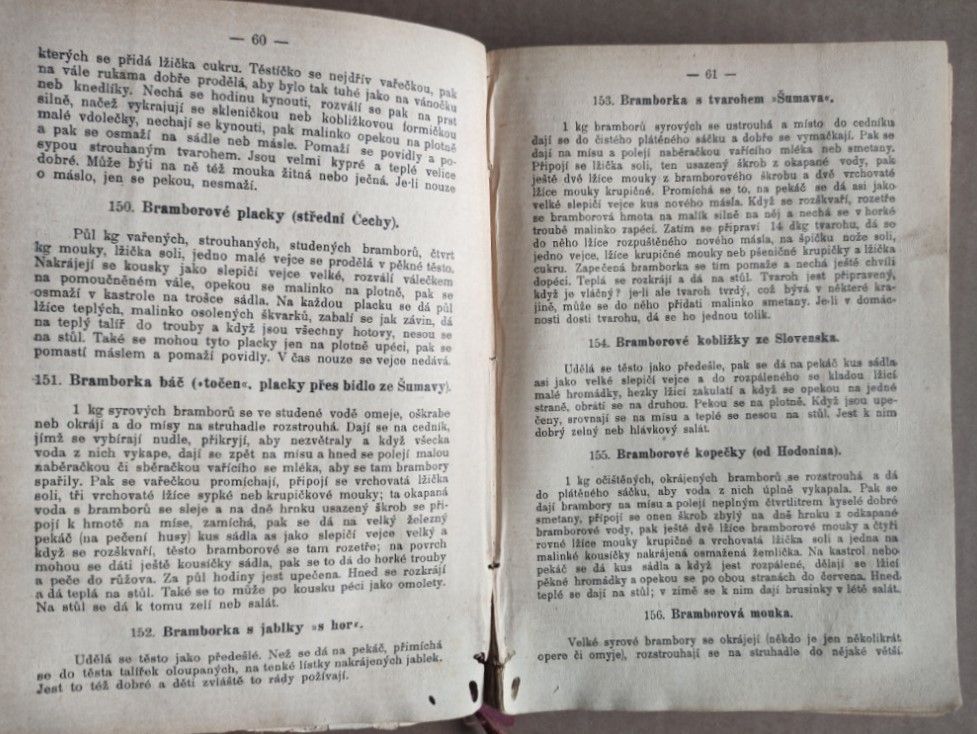 — 60 —
kterých se přidá lžička cukru. Těstíčko se nejdřív vařečkou, pak
na vále rukama dobře prodělá, aby bylo tak tuhé jako na vánočku
neb knedlíky. Nechá se hodinu kynouti, rozválí se pak na prst
silně, načež vykrajují se skleničkou neb koblížkovou formičkou
malé vdolečky, nechají se kynouti, pak malinko opekou na plotně
a pak se osmaží na sádle neb másle. Pomaží se povidly a po-
sypou strouhaným tvarohem. Jsou velmi kypré a teplé velice
dobré. Může býti na ně též mouka žitná nebo ječná. Je-li nouze
o máslo, jen se pekou, nesmaží.
150. Bramborové placky (střední Čechy).
Půl kg vařených, strouhaných, studených bramborů, čtvrt
kg mouky, lžička soli, jedno malé vejce se prodělá v pěkné těsto.
Nakrájejí se kousky jako slepičí vejce velké, rozválí válečkem
na pomoučněném vále, opekou se malinko na plotně, pak se
osmaží v kastrole na trošce sádla. Na každou placku se dá půl
lžíce teplých, malinko osolených škvarků, zabalí se jak závin, dá
na teplý talíř do trouby a když jsou všechny hotovy, nesou se
na stůl. Také se mohou tyto placky jen na plotně upéci, pak se
pomastí máslem a pomaží povidly. V čas nouze se vejce nedává.
151. Bramborka báč (»točen«, placky přes bidlo ze Šumavy).
1 kg syrových bramborů se ve studené vodě omeje, oškrabe
neb okrájí a do mísy na struhadle rozstrouhá. Dají se na cedník,
jímž se vybírají nudle, přikryjí, aby nezvětraly a když všecka
voda z nich vykape, dají se zpět na mísu a hned se polejí malou
naběračkou či sběračkou vařícího se mléka, aby se tam brambory
spařily. Pak se vařečkou promíchají, připojí se vrchovatá lžička
soli, tři vrchovaté lžíce sypké neb krupičkové mouky; ta okapaná
voda s bramborů se sleje a na dně hrnku usazený škrob se při-
pojí k hmotě na míse, zamíchá, pak se dá na velký železný
pekáč (na pečení husy) kus sádla as jako slepičí vejce velký a
když se rozškvaří, těsto bramborové se tam rozetře; na povrch
mohou se dáti ještě kousíčky sádla, pak se to dá do horké trouby
a peče do růžova. Za půl hodiny jest upečena. Hned se rozkrájí
a dá teplá na stůl. Také se to může po kousku péci jako omolety.
Na stůl se dá k tomu zelí neb salát.
152. Bramborka s jablky »s hor«.
Udělá se těsto jako předešlé. Než se dá na pekáč, přimíchá
se do těsta talířek oloupaných, na tenké lístky nakrájených jablek.
Jest to též dobré a děti zvláště to rády požívají.
— 61 —
153. Bramborka s tvarohem »Šumava«.
1 kg bramborů syrových se ustrouhá a místo do cedníku
dají se do čistého plátěného sáčku a dobře se vymačkají. Pak se
dají na mísu a polejí naběračkou vařícího mléka neb smetany.
Připojí se lžička soli, ten usazený škrob z okapané vody, pak
ještě dvě lžíce mouky z bramborového škrobu a dvě vrchovaté
lžíce mouky krupičné. Promíchá se to, na pekáč se dá asi jako
velké slepičí vejce kus nového másla. Když se rozškvaří, rozetře
se bramborová hmota na malík silně na něj a nechá se v horké
troubě malinko zapéci. Zatím se připraví 14 dkg tvarohu, dá se
do něho lžíce rozpuštěného nového másla, na špičku nože soli,
jedno vejce, lžíce krupičné mouky neb pšeničné krupičky a lžička
cukru. Zapečená bramborka se tím pomaže a nechá ještě chvíli
dopéci. Teplá se rozkrájí a dá na stůl. Tvaroh jest připravený,
když je vláčný? je-li ale tvaroh tvrdý, což bývá v některé kra-
jině, může se do něho přidati malinko smetany. Je-li v domác-
nosti dosti tvarohu, dá se ho jednou tolik.
154. Bramborové kobližky ze Slovenska.
Udělá se těsto jako předešle, pak se dá na pekáč kus sádla
asi jako velké slepičí vejce a do rozpáleného se kladou lžicí
malé hromádky, hezky lžicí zakulatí a když se opekou na jedné
straně, obrátí se na druhou. Pekou se na plotně. Když jsou upe-
čeny, srovnají se na mísu a teplé se nesou na stůl. Jest k nim
dobrý zelný neb hlávkový salát.
155. Bramborové kopečky (od Hodonína).
1 kg očištěných, okrájených bramborů se rozstrouhá a dá
do plátěného sáčku, aby voda z nich úplně vykapala. Pak se
dají brambory na mísu a polejí neplným čtvrtlitrem kyselé dobré
smetany, připojí se onen škrob zbylý na dně hrnku z odkapané
bramborové vody, pak ještě dvě lžíce bramborové mouky a čtyři
rovné lžíce mouky krupičné a vrchovatá lžička soli a jedna na
malinké kousíčky nakrájená osmažená žemlička. Na kastrol nebo
pekáč se dá kus sádla a když jest rozpálené, dělají se lžící
pěkné hromádky a opekou se po obou stranách do červena. Hned
teplé se dají na stůl; v zimě se k nim dají brusinky v létě salát.
156. Bramborová mouka.
Velké syrové brambory se okrájejí (někdo je jen několikrát
opere či omyje), rozstrouhají se na struhadle do nějaké větší